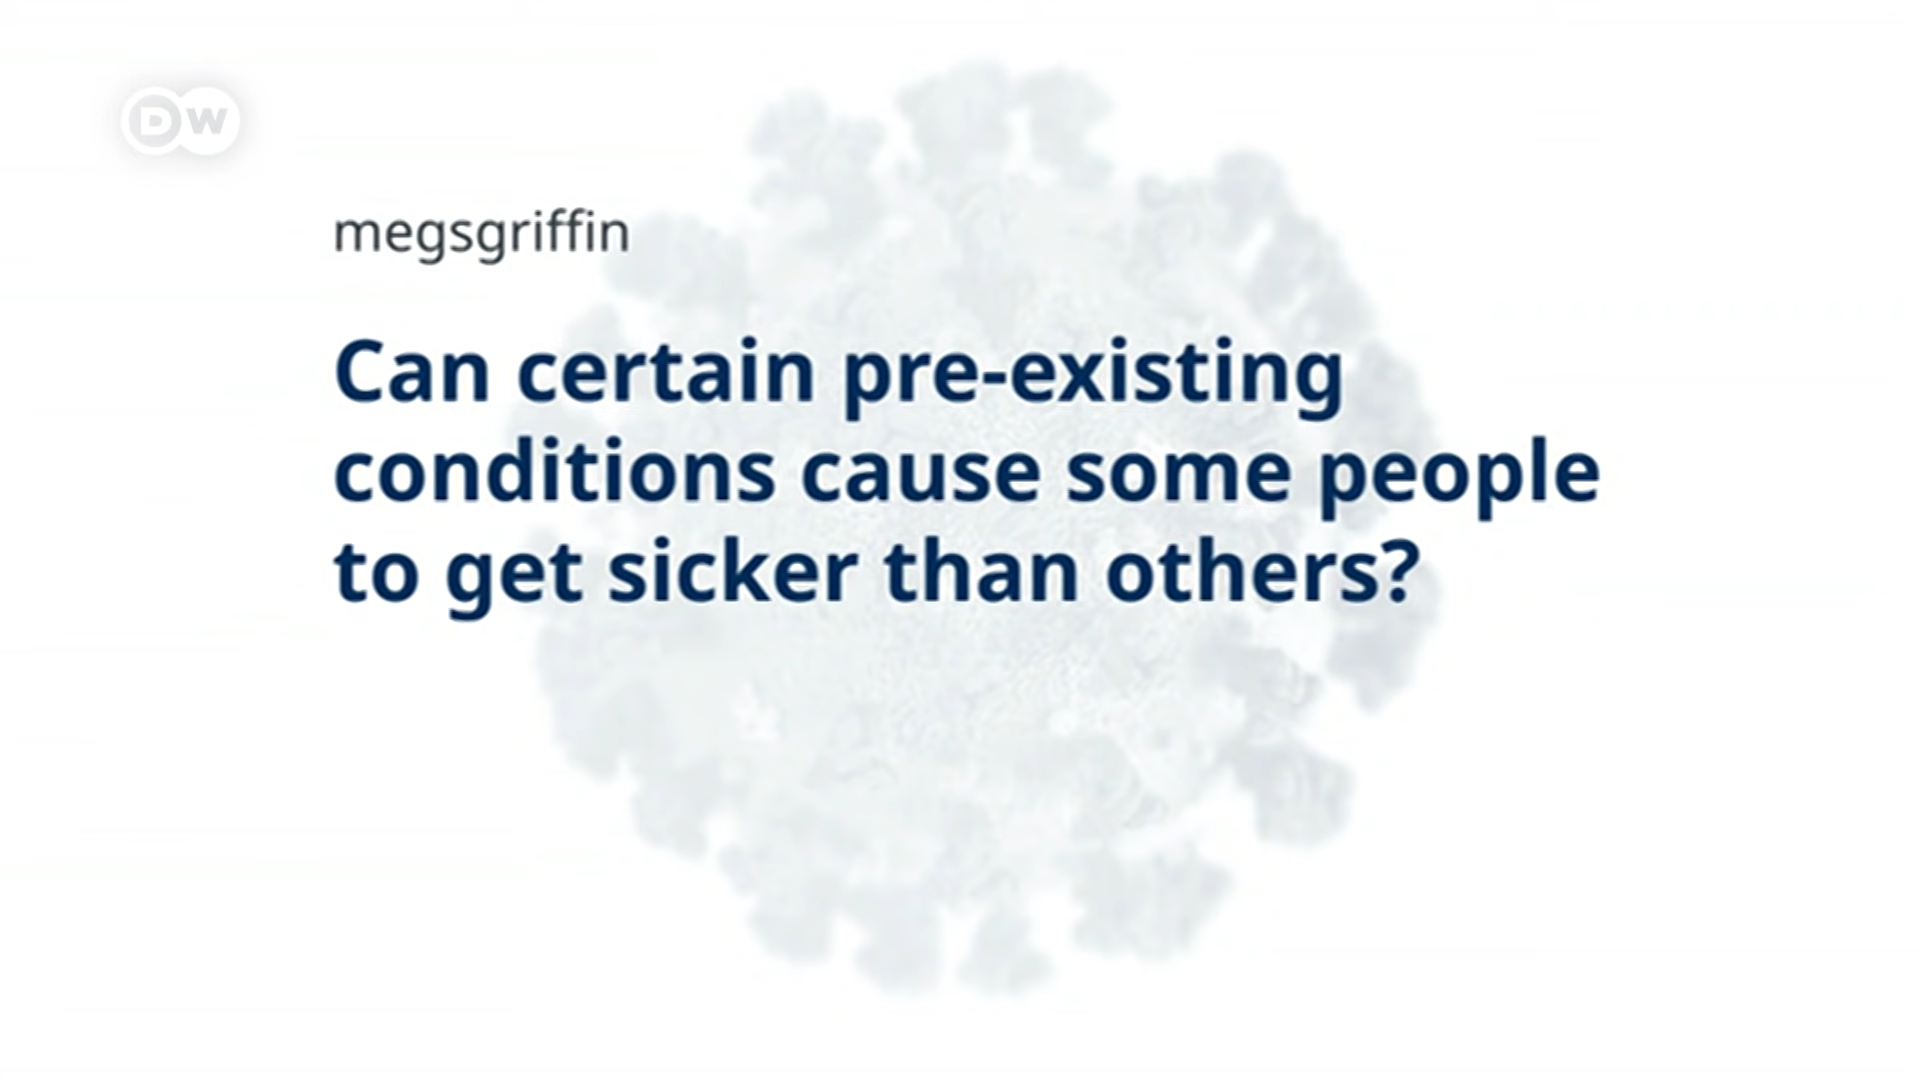 DW
megsgriffin
Can certain pre-existing
conditions cause some people
to get sicker than others?